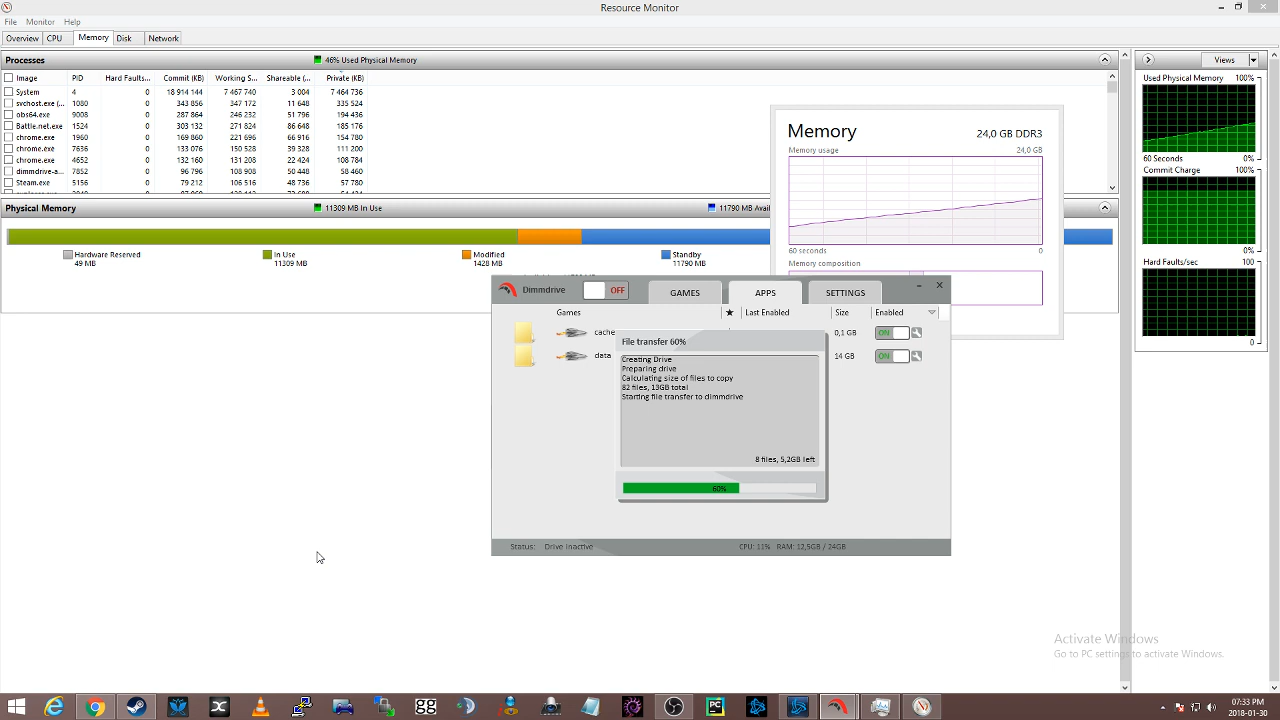 Resource Monitor
File Monitor Help
Overview CPU Memory Disk Network
Processes 46% Used Physical Memory
Image PID Hard Faults... Commit (KB) Working S... Shareable (... Private (KB)
System 4 0 18 914 144 7 467 740 3 004 7 464 736
svchost.exe (... 1080 0 343 856 347 172 11 648 335 524
obs64.exe 9008 0 287 864 246 232 51 796 194 436
Battle.net.exe 1524 0 303 132 271 824 86 648 185 176
chrome.exe 1960 0 169 860 221 696 66 916 154 780
chrome.exe 7636 0 133 076 150 528 39 328 111 200
chrome.exe 4652 0 132 160 131 208 22 424 108 784
dimmdrive-a... 7852 0 96 796 108 908 50 448 58 460
Steam.exe 5156 0 79 212 106 516 48 736 57 780
Physical Memory 11309 MB In Use 11790 MB Avai
Hardware Reserved
49 MB
In Use
11309 MB
Modified
1428 MB
Standby
11790 MB
Memory 24,0 GB DDR3
Memory usage 24,0 GB
60 seconds 0
Memory composition
Views
Used Physical Memory 100%
60 Seconds 0%
Commit Charge 100%
0%
Hard Faults/sec 100
0
Dimmdrive OFF GAMES APPS SETTINGS
Games ★ Last Enabled Size Enabled
cache 0,1 GB ON
data 14 GB ON
File transfer 60%
Creating Drive
Preparing drive
Calculating size of files to copy
82 files, 13GB total
Starting file transfer to dimmdrive
8 files, 5,2GB left
60%
Status: Drive Inactive CPU: 11% RAM: 12,5GB / 24GB
Activate Windows
Go to PC settings to activate Windows.
gg
PC
07:33 PM
2018-01-30